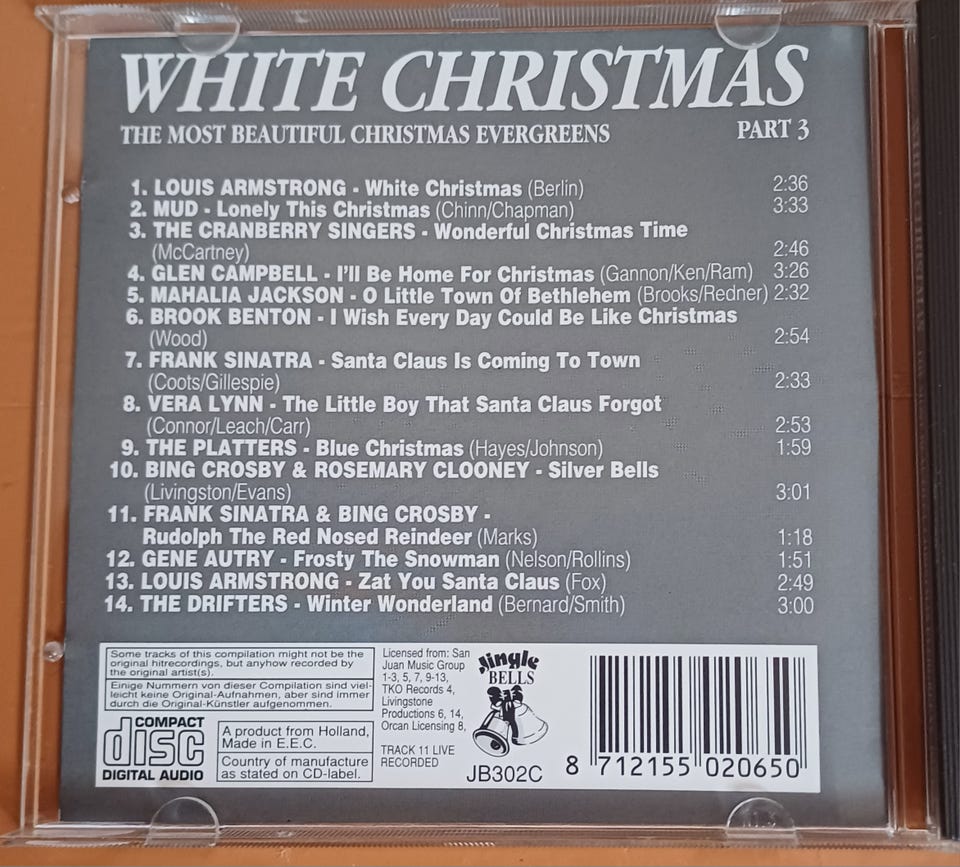 WHITE CHRISTMAS
THE MOST BEAUTIFUL CHRISTMAS EVERGREENS PART 3
1. LOUIS ARMSTRONG - White Christmas (Berlin) 2:36
2. MUD - Lonely This Christmas (Chinn/Chapman) 3:33
3. THE CRANBERRY SINGERS - Wonderful Christmas Time
(McCartney) 2:46
4. GLEN CAMPBELL - I'll Be Home For Christmas (Gannon/Ken/Ram) 3:26
5. MAHALIA JACKSON - O Little Town Of Bethlehem (Brooks/Redner) 2:32
6. BROOK BENTON - I Wish Every Day Could Be Like Christmas
(Wood) 2:54
7. FRANK SINATRA - Santa Claus Is Coming To Town
(Coots/Gillespie) 2:33
8. VERA LYNN - The Little Boy That Santa Claus Forgot
(Connor/Leach/Carr) 2:53
9. THE PLATTERS - Blue Christmas (Hayes/Johnson) 1:59
10. BING CROSBY & ROSEMARY CLOONEY - Silver Bells
(Livingston/Evans) 3:01
11. FRANK SINATRA & BING CROSBY -
Rudolph The Red Nosed Reindeer (Marks) 1:18
12. GENE AUTRY - Frosty The Snowman (Nelson/Rollins) 1:51
13. LOUIS ARMSTRONG - Zat You Santa Claus (Fox) 2:49
14. THE DRIFTERS - Winter Wonderland (Bernard/Smith) 3:00
Some tracks of this compilation might not be the
original hitrecordings, but anyhow recorded by
the original artist(s).
Einige Nummern von dieser Compilation sind viel-
leicht keine Original-Aufnahmen, aber sind immer
durch die Original-Künstler aufgenommen.
COMPACT
disc
DIGITAL AUDIO
A product from Holland,
Made in E.E.C.
Country of manufacture
as stated on CD-label.
Licensed from: San
Juan Music Group
1-3, 5, 7, 9-13,
TKO Records 4,
Livingstone
Productions 6, 14,
Orcan Licensing 8,
TRACK 11 LIVE
RECORDED
Jingle
BELLS
JB302C
8 712155 020650